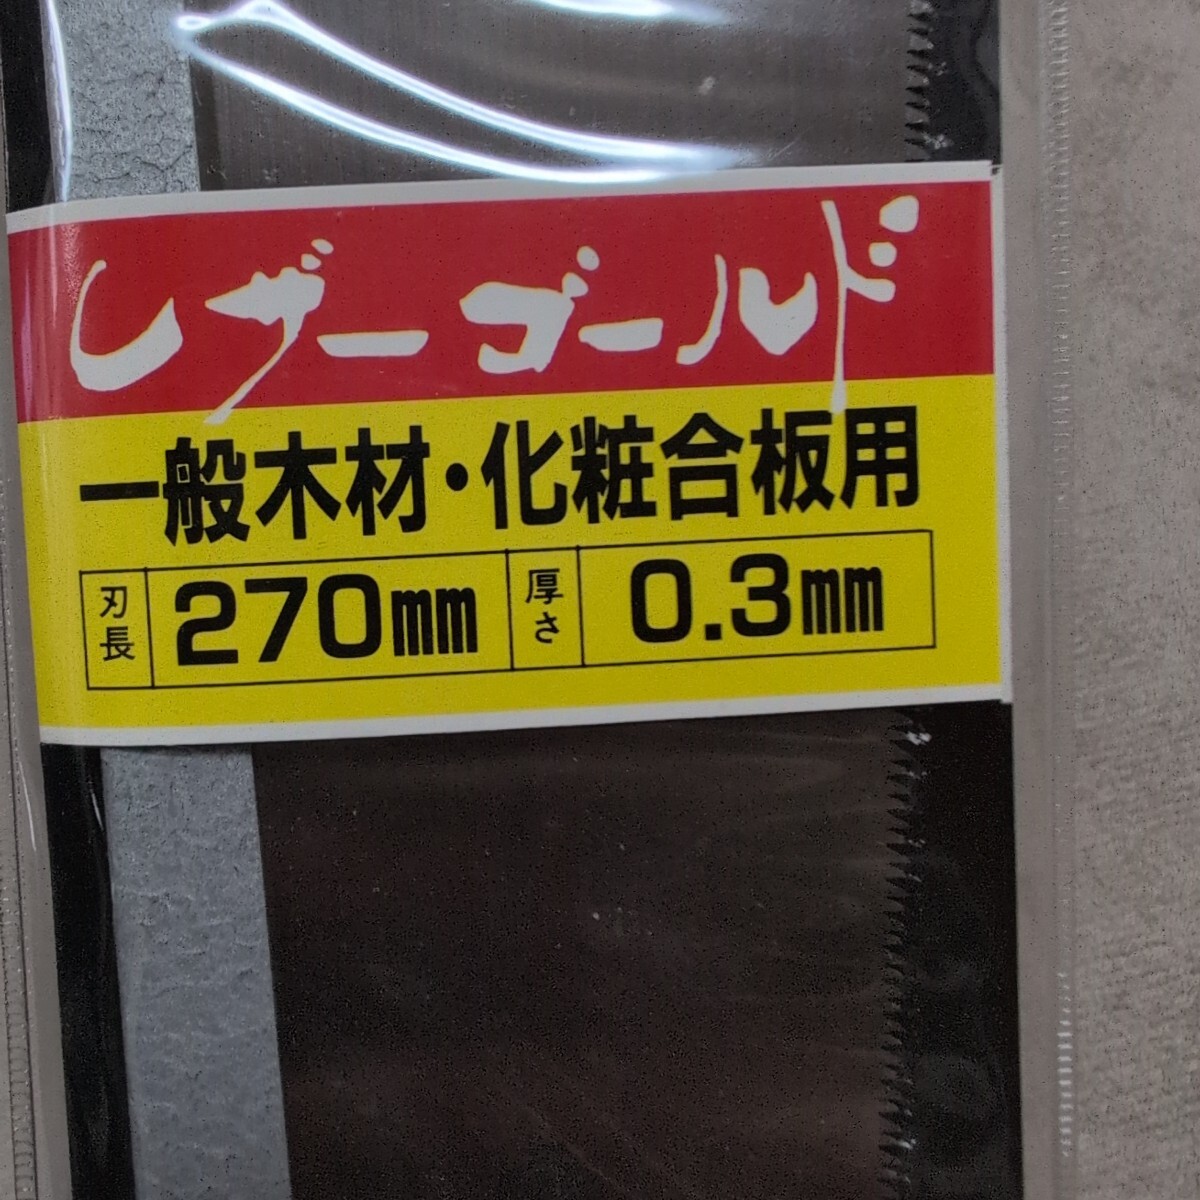 レザーゴールド
一般木材・化粧合板用
刃長 270mm 厚さ 0.3mm